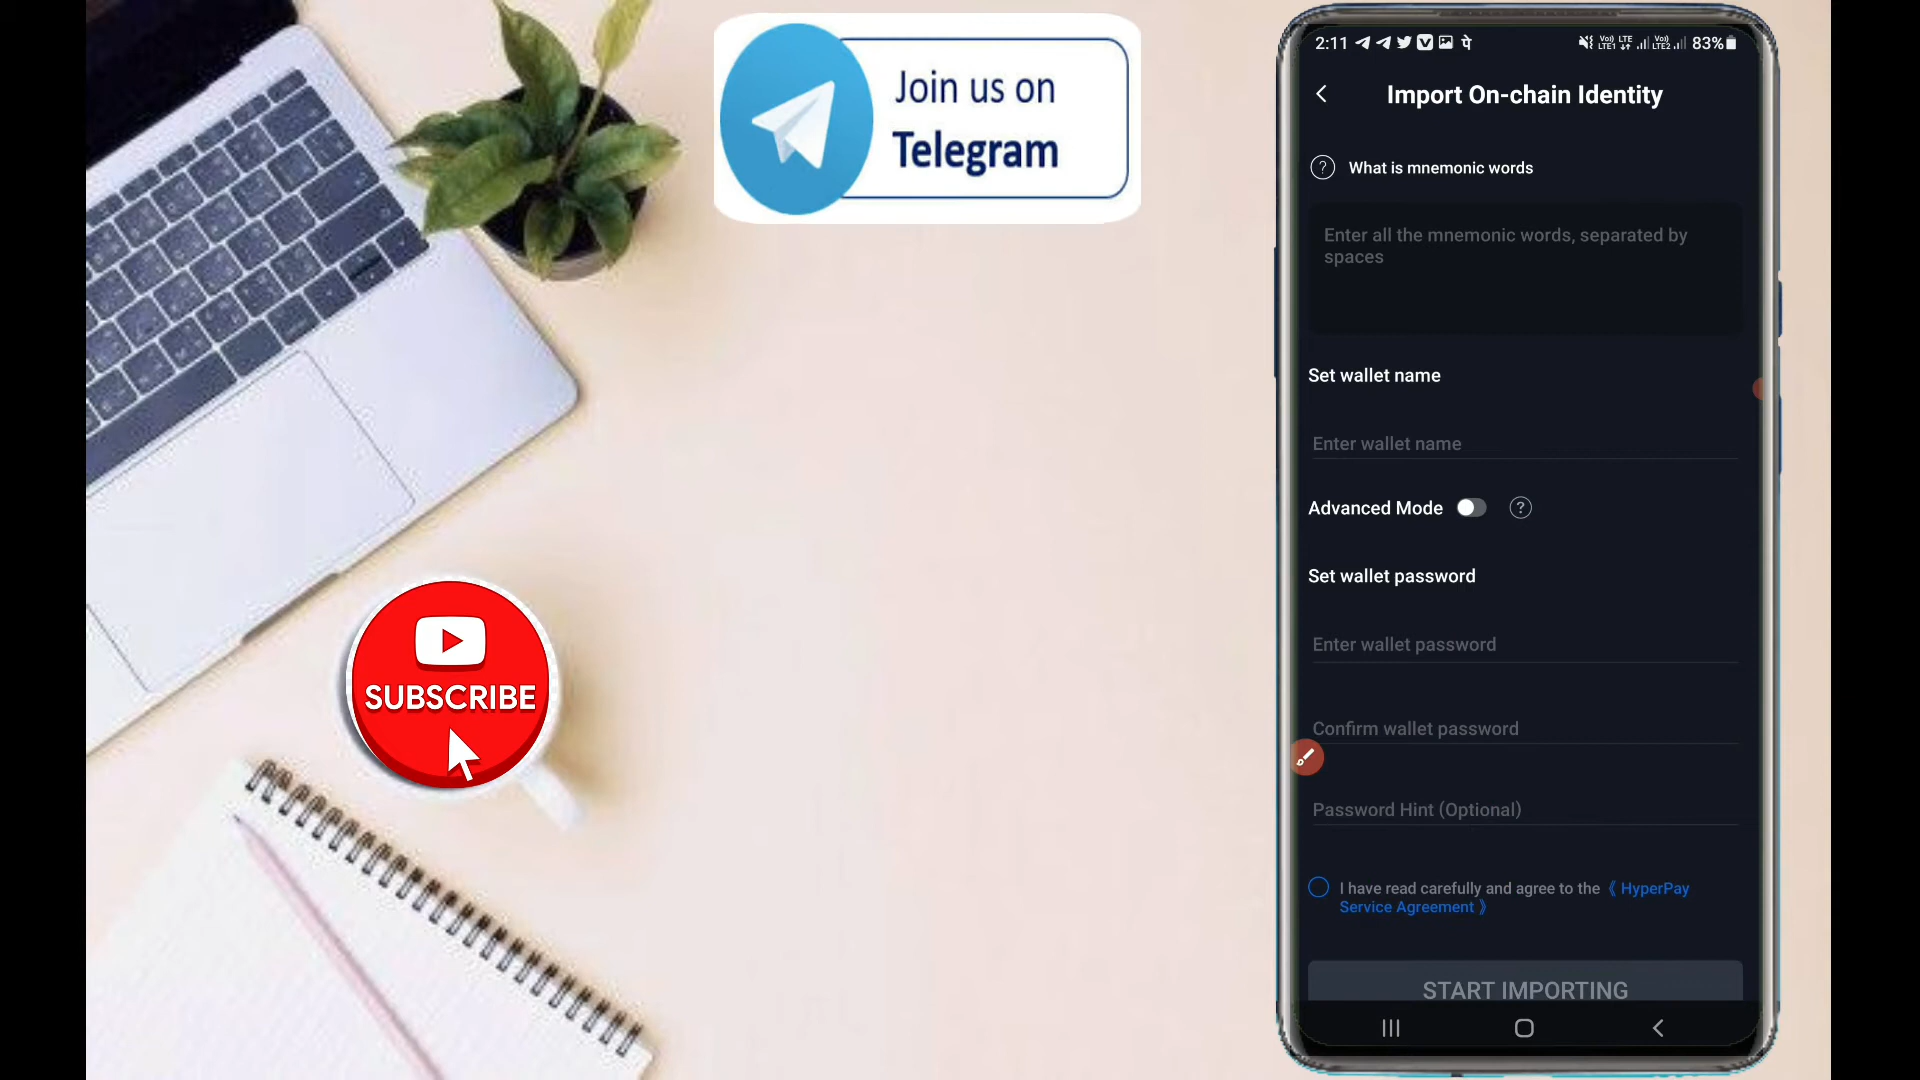 Join us on
Telegram
SUBSCRIBE
2:11
83%
Import On-chain Identity
? What is mnemonic words
Enter all the mnemonic words, separated by
spaces
Set wallet name
Enter wallet name
Advanced Mode ?
Set wallet password
Enter wallet password
Confirm wallet password
Password Hint (Optional)
I have read carefully and agree to the 《 HyperPay
Service Agreement 》
START IMPORTING